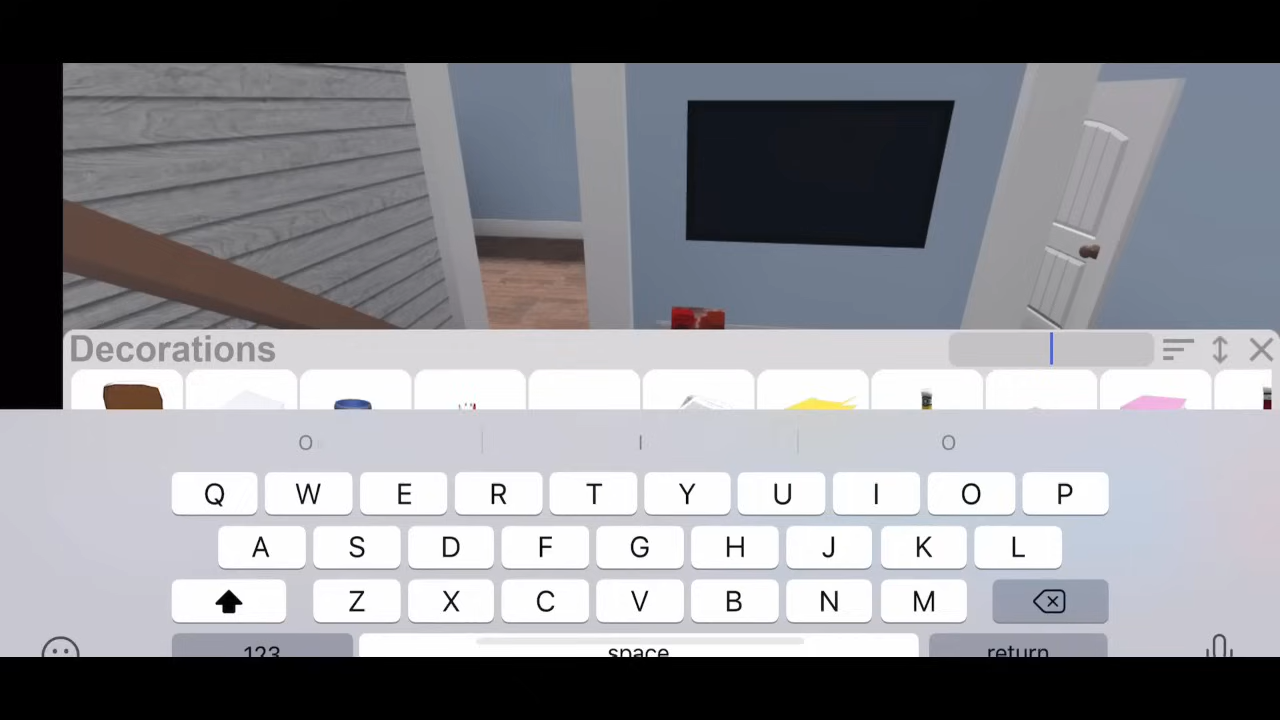 Decorations
O I O
Q W E R T Y U I O P
A S D F G H J K L
Z X C V B N M
123 space return